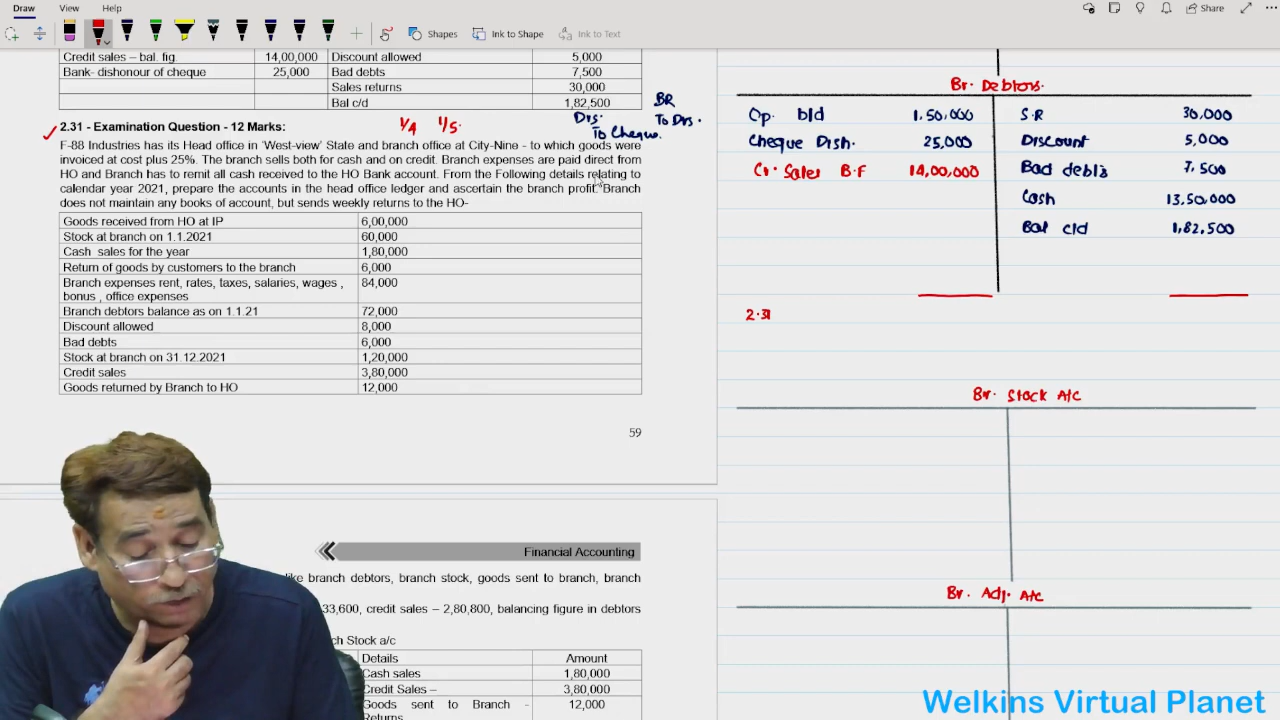 Draw View Help
Share
Shapes Ink to Shape Ink to Text
Credit sales – bal. fig. 14,00,000 Discount allowed 5,000
Bank- dishonour of cheque 25,000 Bad debts 7,500
Sales returns 30,000
Bal c/d 1,82,500
BR
To Drs.
Drs.
To Cheque.
1/4 1/5
2.31 - Examination Question - 12 Marks:
F-88 Industries has its Head office in 'West-view' State and branch office at City-Nine - to which goods were
invoiced at cost plus 25%. The branch sells both for cash and on credit. Branch expenses are paid direct from
HO and Branch has to remit all cash received to the HO Bank account. From the Following details relating to
calendar year 2021, prepare the accounts in the head office ledger and ascertain the branch profit. Branch
does not maintain any books of account, but sends weekly returns to the HO-
Goods received from HO at IP 6,00,000
Stock at branch on 1.1.2021 60,000
Cash sales for the year 1,80,000
Return of goods by customers to the branch 6,000
Branch expenses rent, rates, taxes, salaries, wages , 84,000
bonus , office expenses
Branch debtors balance as on 1.1.21 72,000
Discount allowed 8,000
Bad debts 6,000
Stock at branch on 31.12.2021 1,20,000
Credit sales 3,80,000
Goods returned by Branch to HO 12,000
59
Financial Accounting
like branch debtors, branch stock, goods sent to branch, branch
33,600, credit sales – 2,80,800, balancing figure in debtors
ch Stock a/c
Details Amount
Cash sales 1,80,000
Credit Sales – 3,80,000
Goods sent to Branch - 12,000
Returns
Br. Debtors.
Op. b/d 1,50,000 S.R 30,000
Cheque Dish. 25,000 Discount 5,000
Cr. Sales B.F 14,00,000 Bad debts 7,500
Cash 13,50,000
Bal c/d 1,82,500
2.31
Br. Stock A/c
Br. Adj. A/c
Welkins Virtual Planet